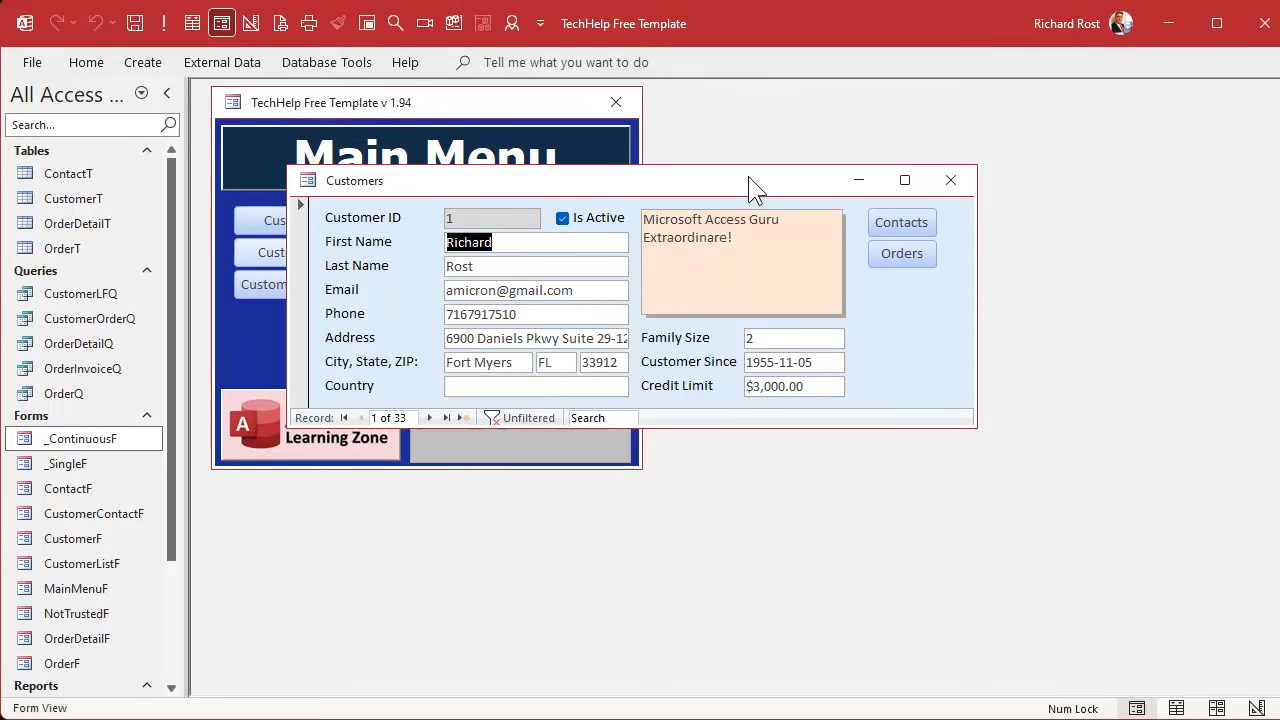 TechHelp Free Template
Richard Rost
File
Home
Create
External Data
Database Tools
Help
Tell me what you want to do
All Access ...
Search...
Tables
ContactT
CustomerT
OrderDetailT
OrderT
Queries
CustomerLFQ
CustomerOrderQ
OrderDetailQ
OrderInvoiceQ
OrderQ
Forms
_ContinuousF
_SingleF
ContactF
CustomerContactF
CustomerF
CustomerListF
MainMenuF
NotTrustedF
OrderDetailF
OrderF
Reports
TechHelp Free Template v 1.94
Main Menu
Cus
Custo
Custom
A
Learning Zone
Customers
Customer ID 1 Is Active
First Name Richard
Last Name Rost
Email amicron@gmail.com
Phone 7167917510
Address 6900 Daniels Pkwy Suite 29-12
City, State, ZIP: Fort Myers FL 33912
Country
Microsoft Access Guru
Extraordinare!
Family Size 2
Customer Since 1955-11-05
Credit Limit $3,000.00
Contacts
Orders
Record: 1 of 33 Unfiltered Search
Form View
Num Lock